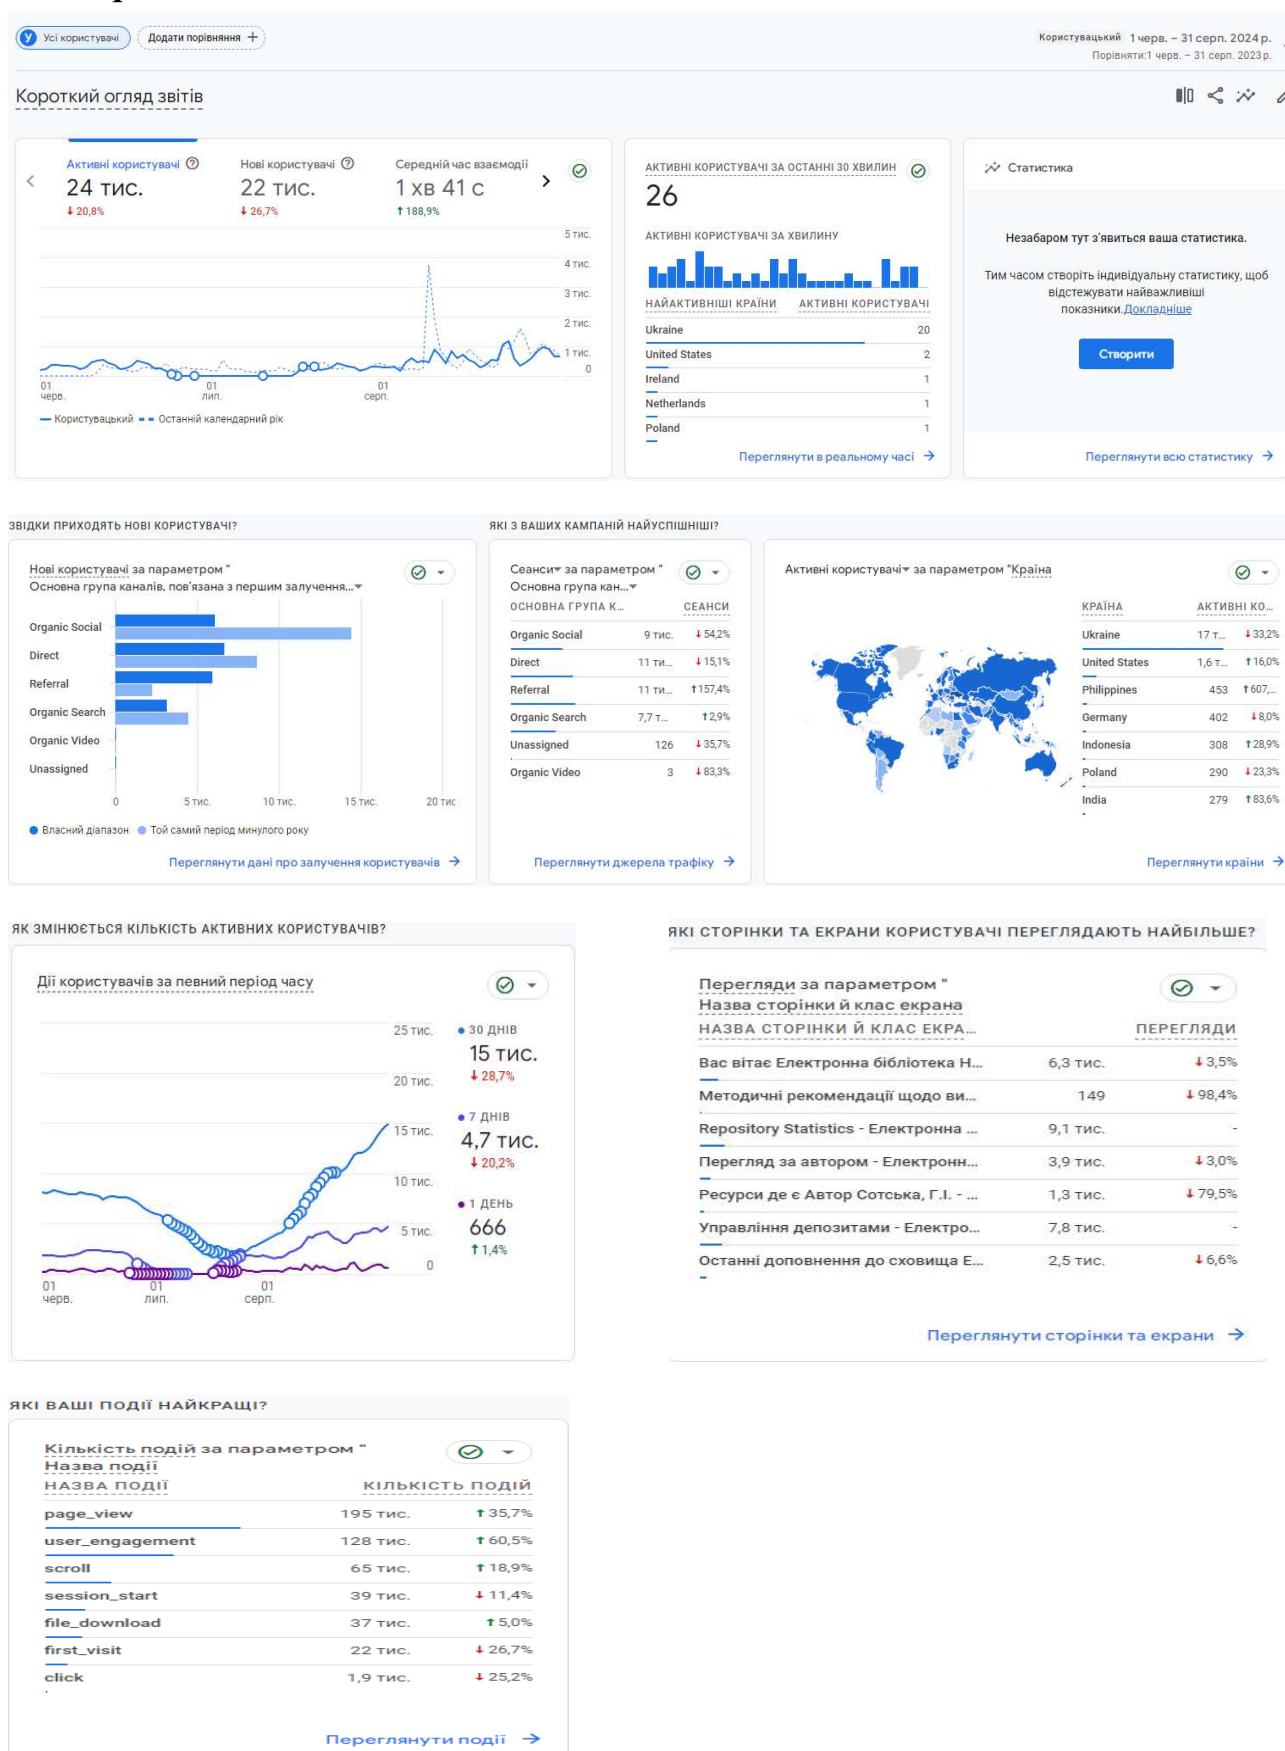 У Усі користувачі Додати порівняння +
Користувацький 1 черв. – 31 серп. 2024 р.
Порівняти:1 черв. – 31 серп. 2023 р.
Короткий огляд звітів
Активні користувачі Нові користувачі Середній час взаємодії
24 тис. 22 тис. 1 хв 41 с
↓ 20,8% ↓ 26,7% ↑ 188,9%
5 тис.
4 тис.
3 тис.
2 тис.
1 тис.
0
01 01 01
черв. лип. серп.
Користувацький Останній календарний рік
АКТИВНІ КОРИСТУВАЧІ ЗА ОСТАННІ 30 ХВИЛИН
26
АКТИВНІ КОРИСТУВАЧІ ЗА ХВИЛИНУ
НАЙАКТИВНІШІ КРАЇНИ АКТИВНІ КОРИСТУВАЧІ
Ukraine 20
United States 2
Ireland 1
Netherlands 1
Poland 1
Переглянути в реальному часі →
Статистика
Незабаром тут з'явиться ваша статистика.
Тим часом створіть індивідуальну статистику, щоб
відстежувати найважливіші
показники.Докладніше
Створити
Переглянути всю статистику →
ЗВІДКИ ПРИХОДЯТЬ НОВІ КОРИСТУВАЧІ?
Нові користувачі за параметром "
Основна група каналів, пов'язана з першим залучення...
Organic Social
Direct
Referral
Organic Search
Organic Video
Unassigned
0 5 тис. 10 тис. 15 тис. 20 тис
Власний діапазон Той самий період минулого року
Переглянути дані про залучення користувачів →
ЯКІ З ВАШИХ КАМПАНІЙ НАЙУСПІШНІШІ?
Сеанси за параметром "
Основна група кан...
ОСНОВНА ГРУПА К... СЕАНСИ
Organic Social 9 тис. ↓ 54,2%
Direct 11 ти... ↓ 15,1%
Referral 11 ти... ↑ 157,4%
Organic Search 7,7 т... ↑ 2,9%
Unassigned 126 ↓ 35,7%
Organic Video 3 ↓ 83,3%
Переглянути джерела трафіку →
Активні користувачі за параметром "Країна
КРАЇНА АКТИВНІ КО...
Ukraine 17 т... ↓ 33,2%
United States 1,6 т... ↑ 16,0%
Philippines 453 ↑ 607,...
Germany 402 ↓ 8,0%
Indonesia 308 ↑ 28,9%
Poland 290 ↓ 23,3%
India 279 ↑ 83,6%
Переглянути країни →
ЯК ЗМІНЮЄТЬСЯ КІЛЬКІСТЬ АКТИВНИХ КОРИСТУВАЧІВ?
Дії користувачів за певний період часу
25 тис.
20 тис.
15 тис.
10 тис.
5 тис.
0
01 01 01
черв. лип. серп.
30 ДНІВ
15 тис.
↓ 28,7%
7 ДНІВ
4,7 тис.
↓ 20,2%
1 ДЕНЬ
666
↑ 1,4%
ЯКІ СТОРІНКИ ТА ЕКРАНИ КОРИСТУВАЧІ ПЕРЕГЛЯДАЮТЬ НАЙБІЛЬШЕ?
Перегляди за параметром "
Назва сторінки й клас екрана
НАЗВА СТОРІНКИ Й КЛАС ЕКРА... ПЕРЕГЛЯДИ
Вас вітає Електронна бібліотека Н... 6,3 тис. ↓ 3,5%
Методичні рекомендації щодо ви... 149 ↓ 98,4%
Repository Statistics - Електронна ... 9,1 тис. -
Перегляд за автором - Електронн... 3,9 тис. ↓ 3,0%
Ресурси де є Автор Сотська, Г.І. - ... 1,3 тис. ↓ 79,5%
Управління депозитами - Електро... 7,8 тис. -
Останні доповнення до сховища Е... 2,5 тис. ↓ 6,6%
Переглянути сторінки та екрани →
ЯКІ ВАШІ ПОДІЇ НАЙКРАЩІ?
Кількість подій за параметром "
Назва події
НАЗВА ПОДІЇ КІЛЬКІСТЬ ПОДІЙ
page_view 195 тис. ↑ 35,7%
user_engagement 128 тис. ↑ 60,5%
scroll 65 тис. ↑ 18,9%
session_start 39 тис. ↓ 11,4%
file_download 37 тис. ↑ 5,0%
first_visit 22 тис. ↓ 26,7%
click 1,9 тис. ↓ 25,2%
Переглянути події →